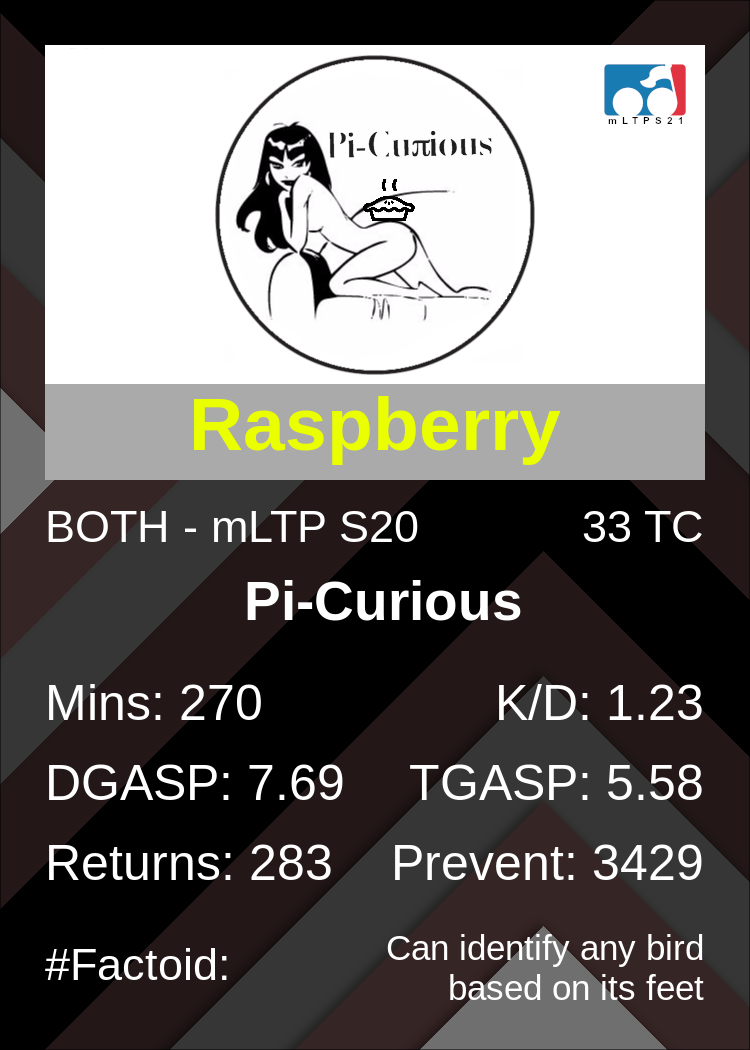 Pi-Cuπious
mLTPS21
Raspberry
BOTH - mLTP S20 33 TC
Pi-Curious
Mins: 270 K/D: 1.23
DGASP: 7.69 TGASP: 5.58
Returns: 283 Prevent: 3429
#Factoid: Can identify any bird
based on its feet